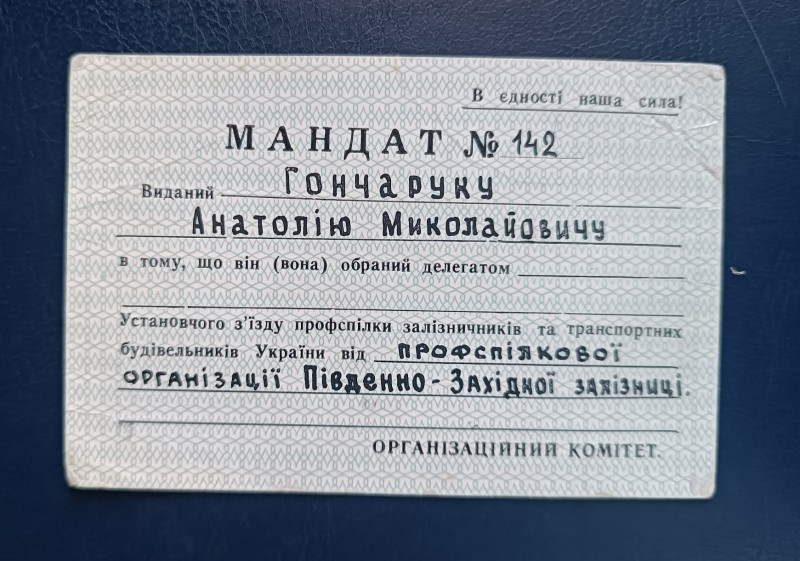 В єдності наша сила!
МАНДАТ № 142
Виданий Гончаруку
Анатолію Миколайовичу
в тому, що він (вона) обраний делегатом
Установчого з'їзду профспілки залізничників та транспортних
будівельників України від профспілкової
організації Південно-Західної залізниці.
ОРГАНІЗАЦІЙНИЙ КОМІТЕТ.